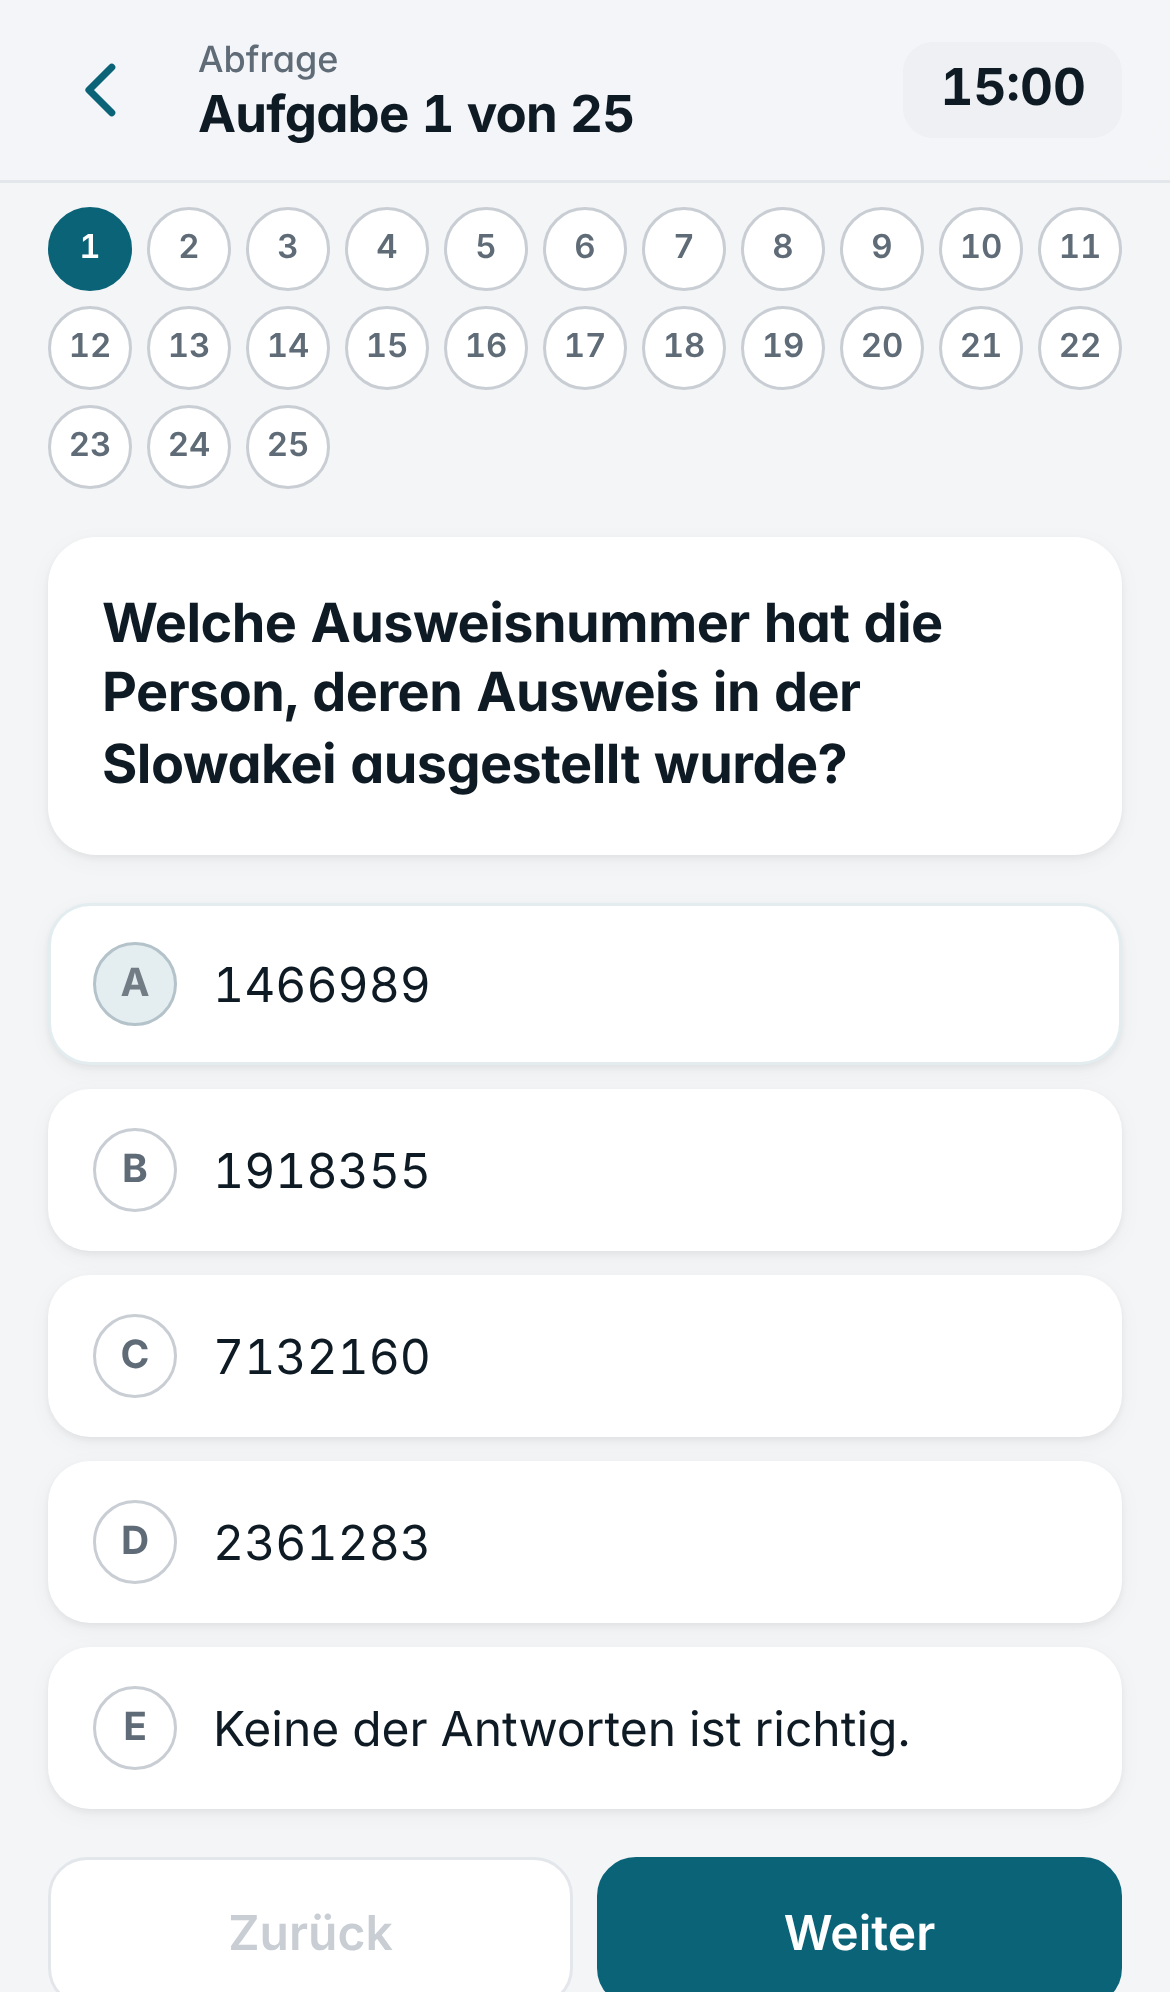 Abfrage
Aufgabe 1 von 25
15:00
1 2 3 4 5 6 7 8 9 10 11
12 13 14 15 16 17 18 19 20 21 22
23 24 25
Welche Ausweisnummer hat die
Person, deren Ausweis in der
Slowakei ausgestellt wurde?
A 1466989
B 1918355
C 7132160
D 2361283
E Keine der Antworten ist richtig.
Zurück Weiter